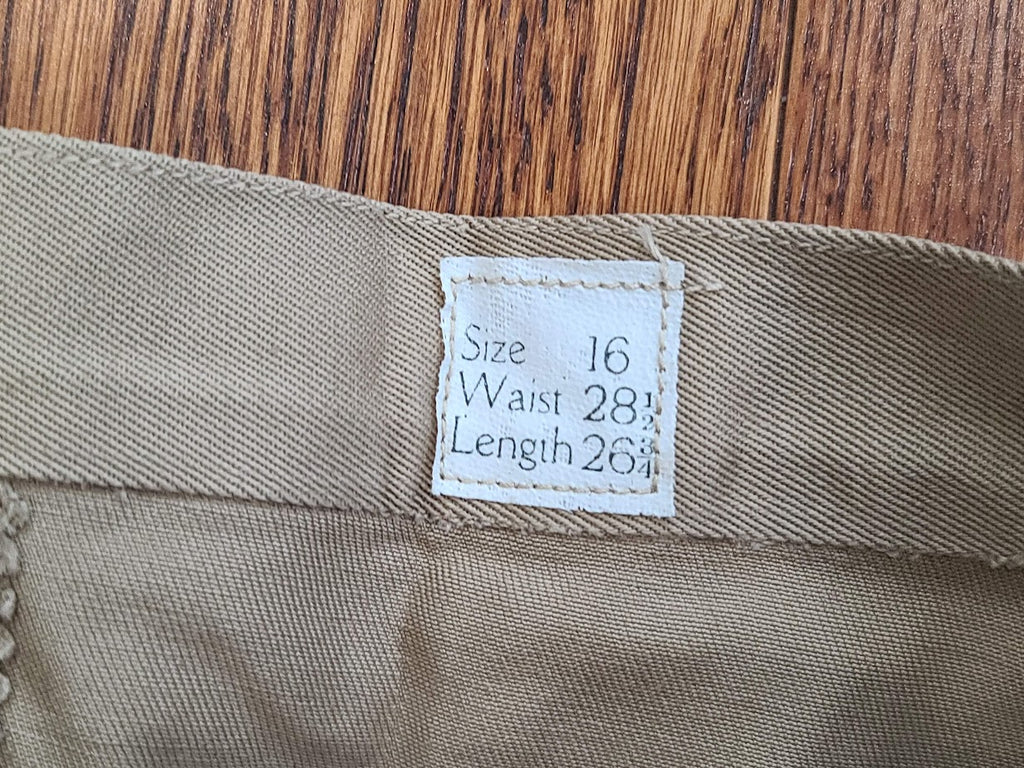 Size 16
Waist 28½
Length 26¾